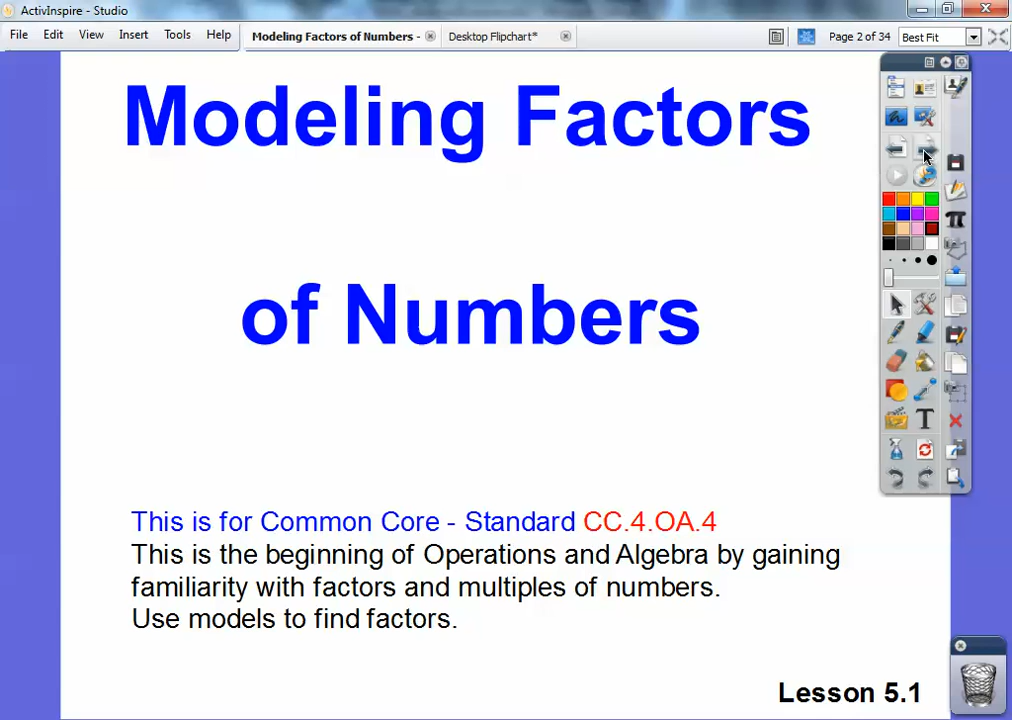 ActivInspire - Studio
File Edit View Insert Tools Help
Modeling Factors of Numbers - Desktop Flipchart* Page 2 of 34 Best Fit
Modeling Factors
of Numbers
This is for Common Core - Standard CC.4.OA.4
This is the beginning of Operations and Algebra by gaining
familiarity with factors and multiples of numbers.
Use models to find factors.
Lesson 5.1